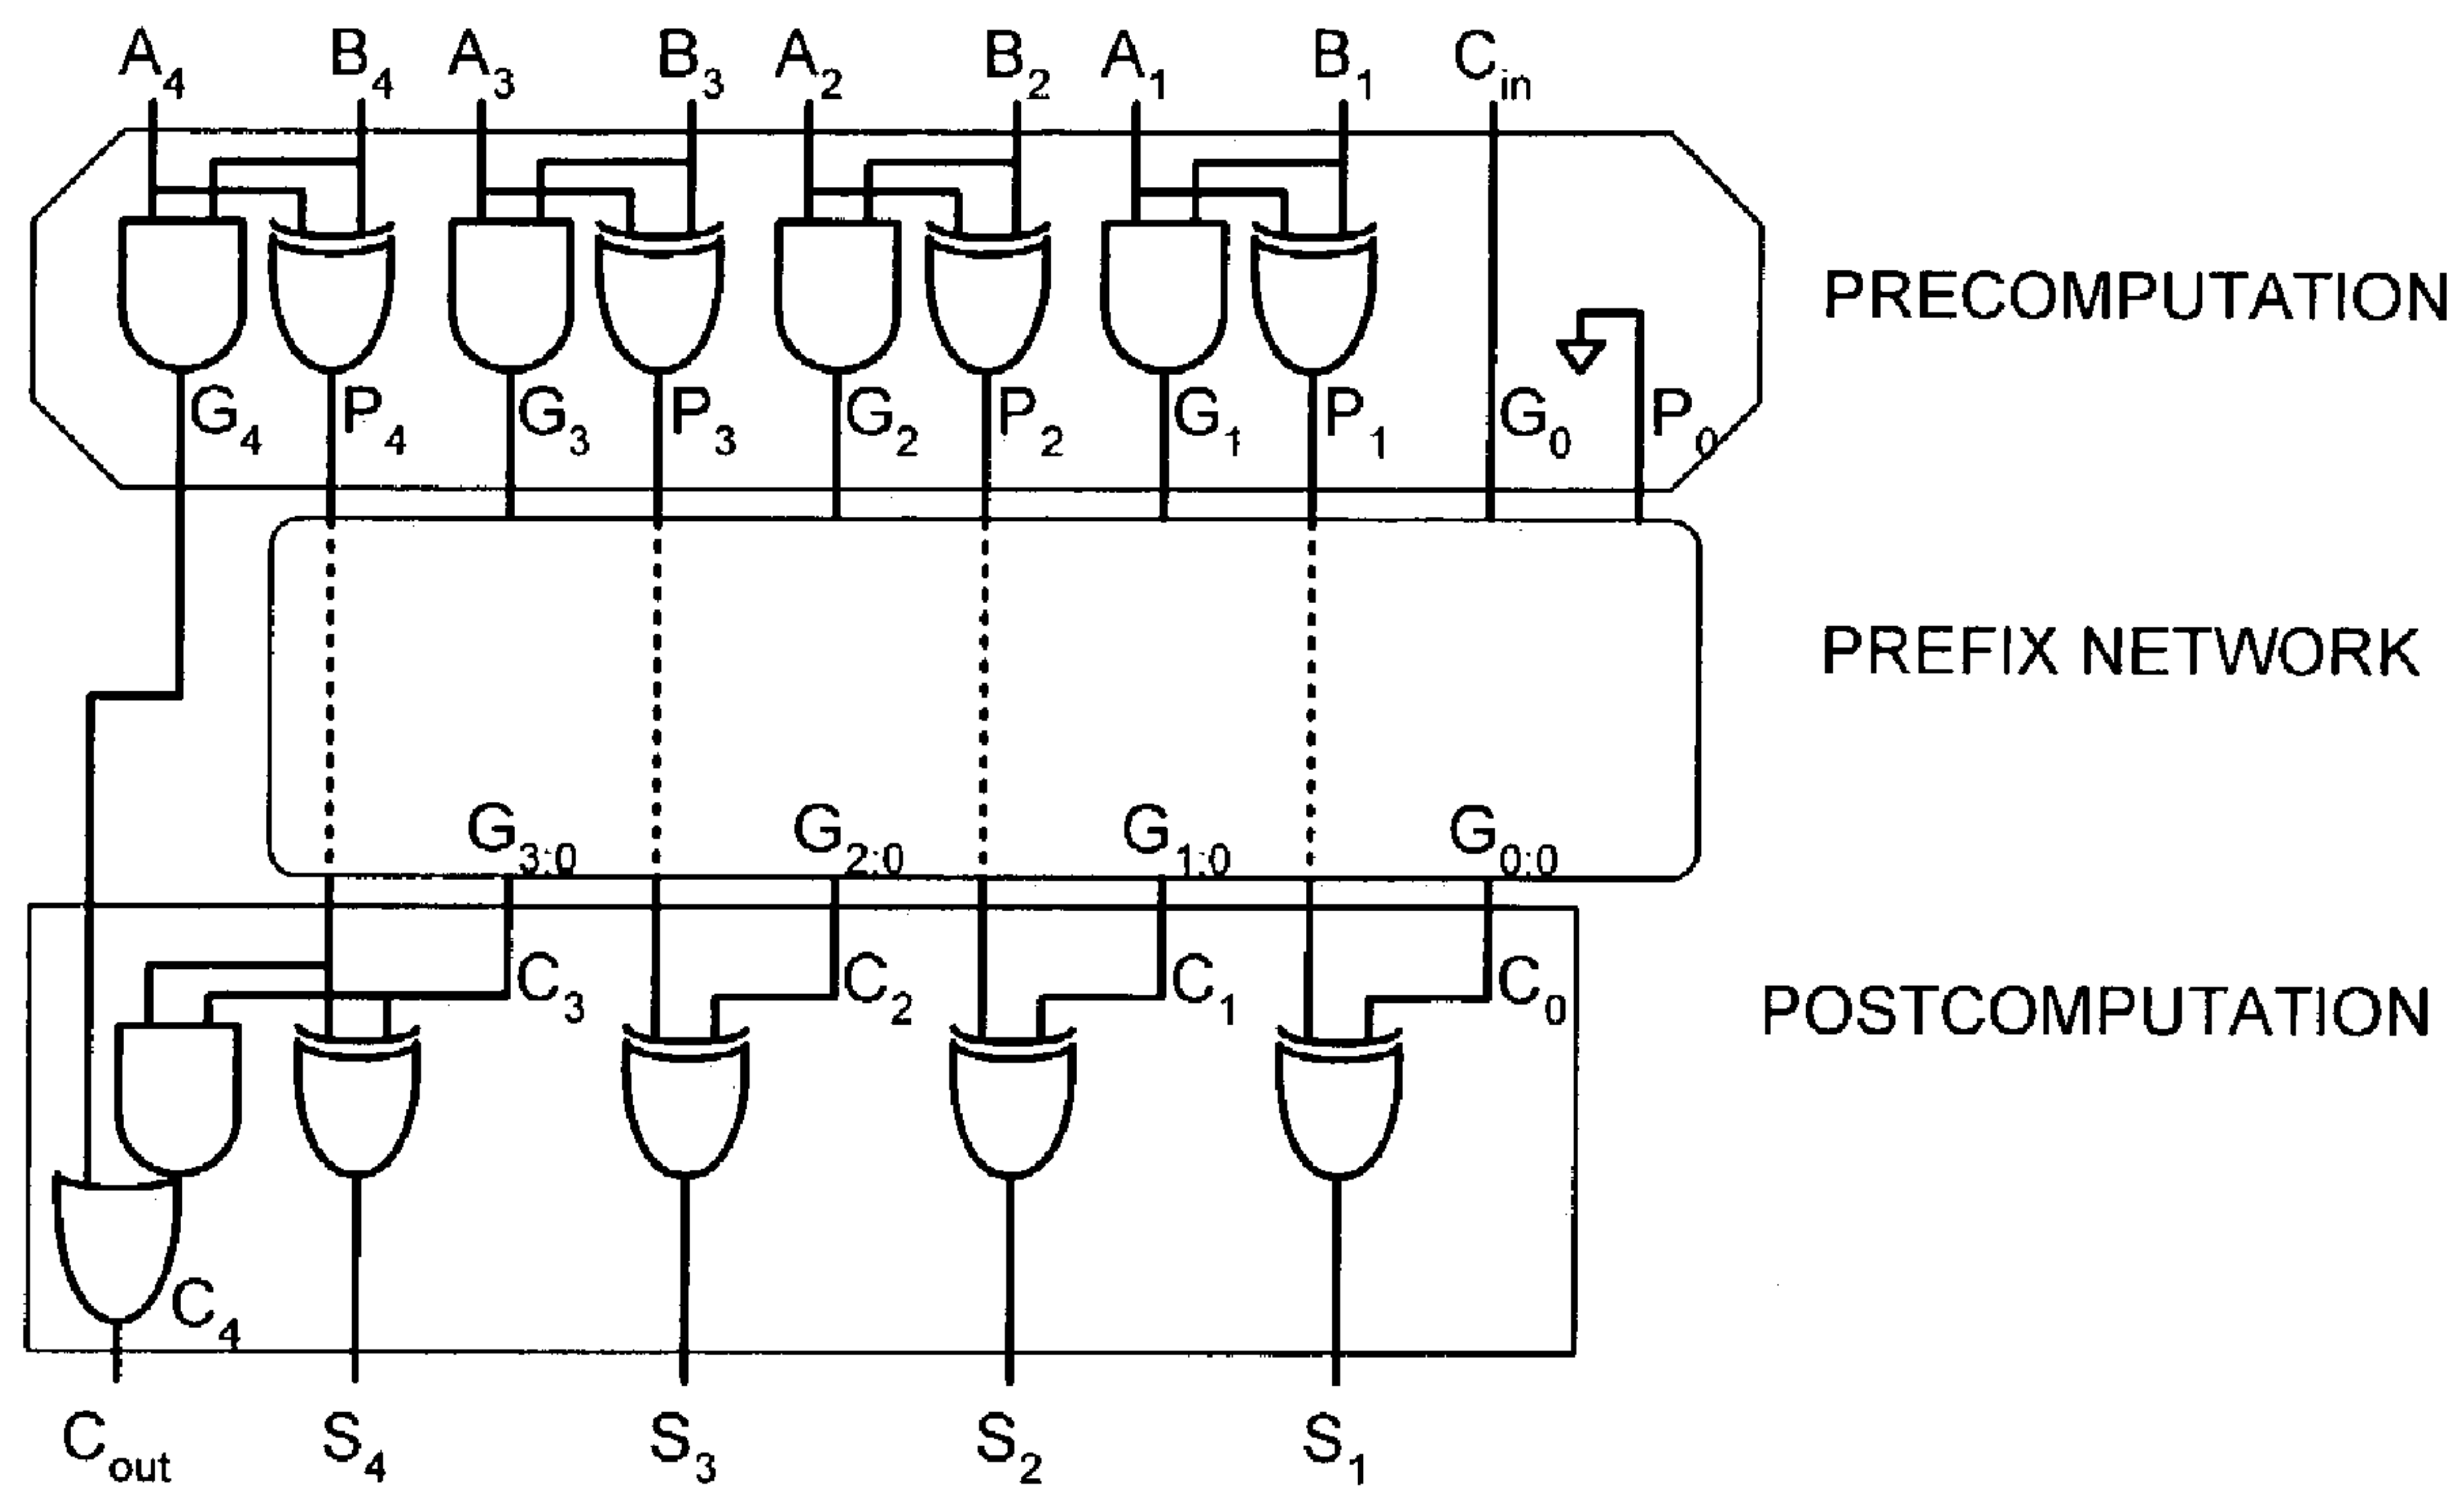 A4 B4 A3 B3 A2 B2 A1 B1 Cin
PRECOMPUTATION
G4 P4 G3 P3 G2 P2 G1 P1 G0 P0
PREFIX NETWORK
G3:0 G2:0 G1:0 G0:0
C3 C2 C1 C0
POSTCOMPUTATION
C4
Cout S4 S3 S2 S1